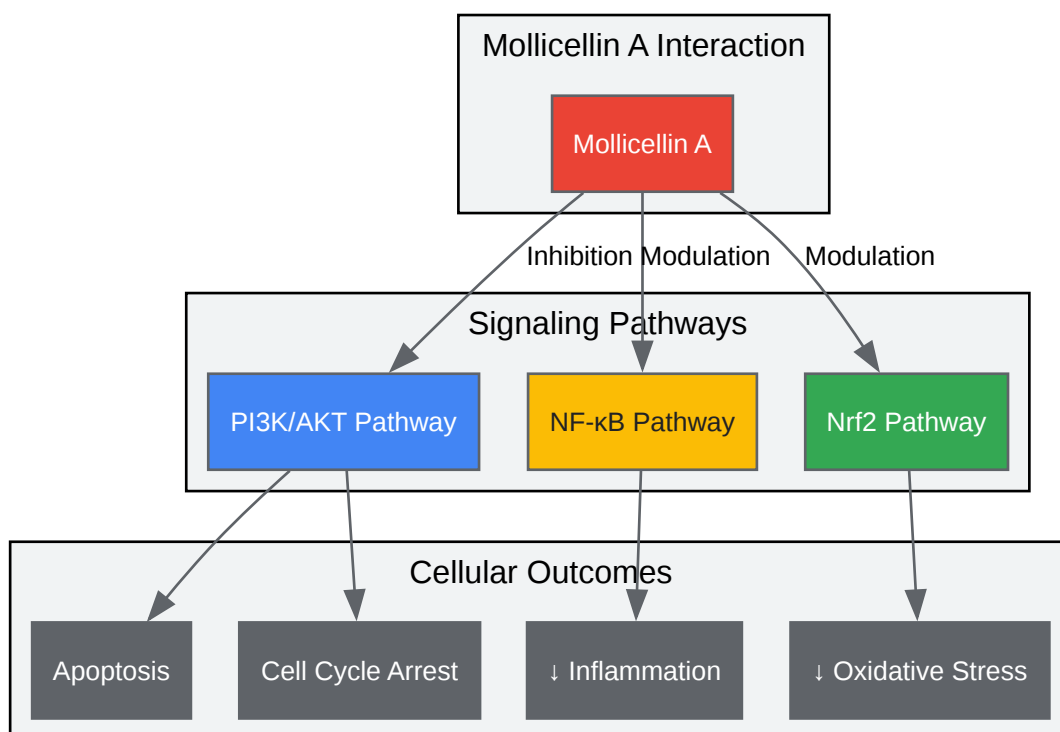 Mollicellin A Interaction
Mollicellin A
Inhibition
Modulation
Modulation
Signaling Pathways
PI3K/AKT Pathway
NF-κB Pathway
Nrf2 Pathway
Cellular Outcomes
Apoptosis
Cell Cycle Arrest
↓ Inflammation
↓ Oxidative Stress